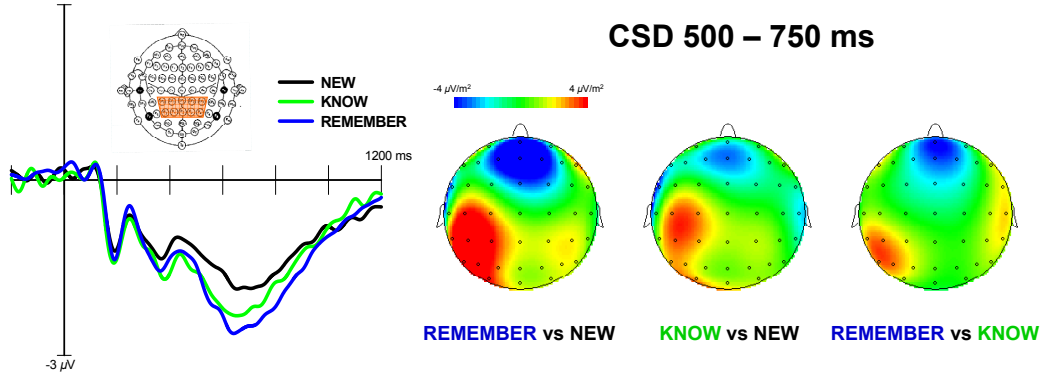 CSD 500 – 750 ms
NEW
KNOW
REMEMBER
-4 µV/m²
4 µV/m²
1200 ms
-3 µV
REMEMBER vs NEW
KNOW vs NEW
REMEMBER vs KNOW